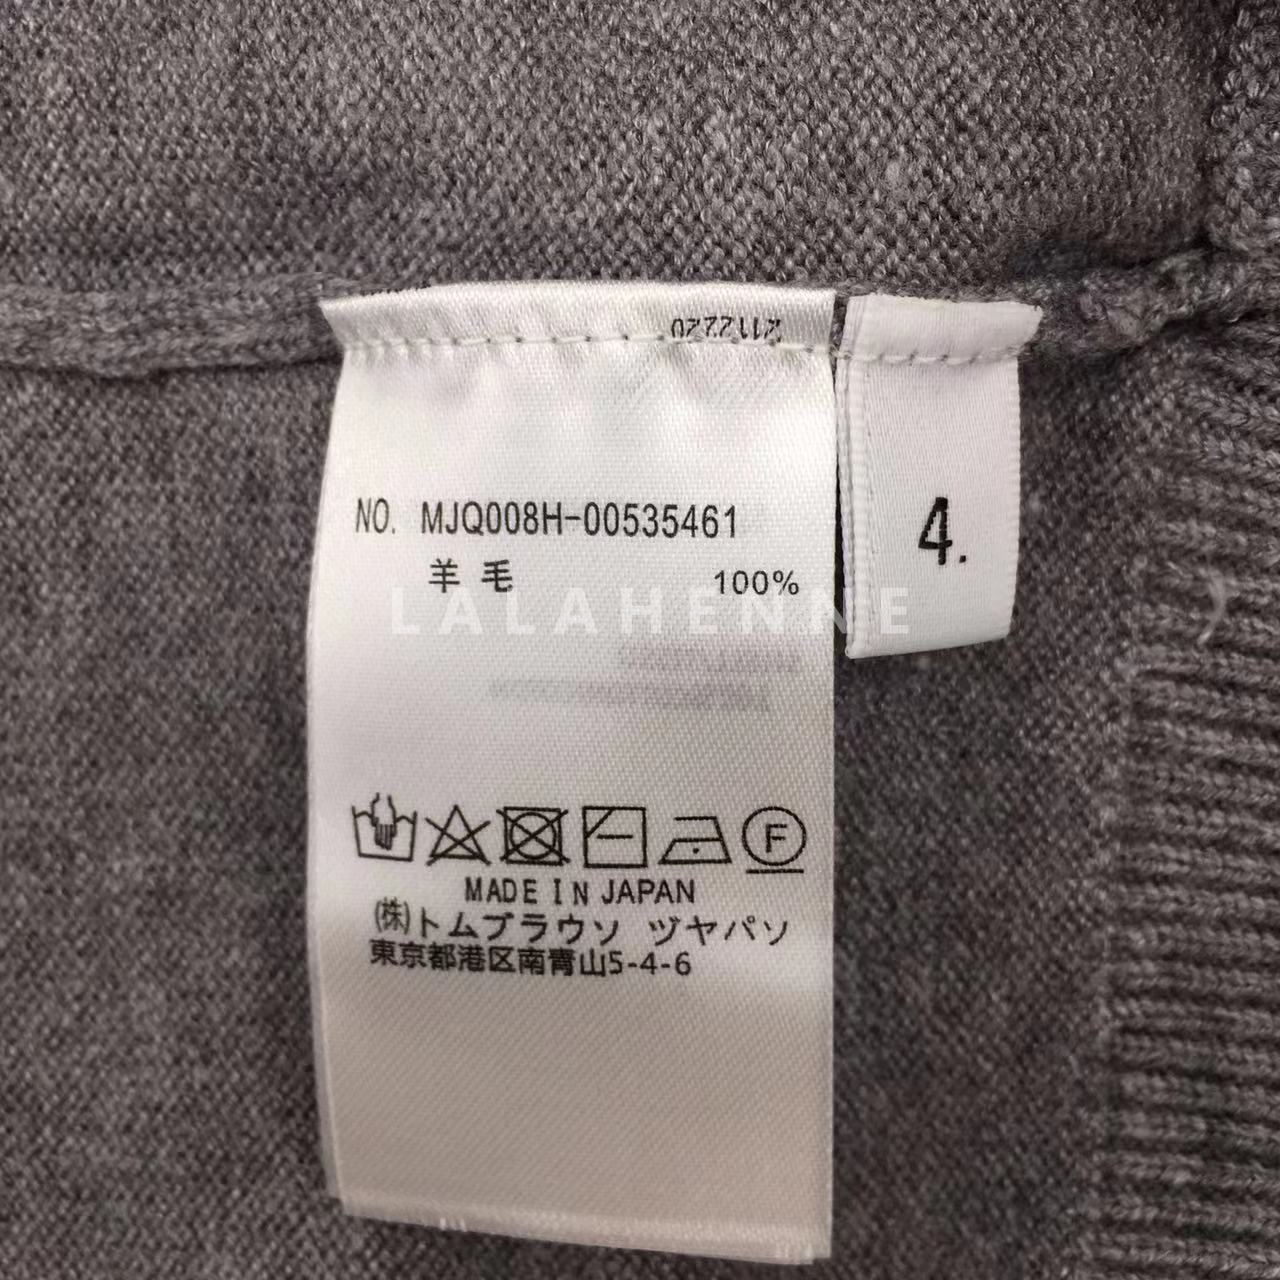 NO. MJQ008H-00535461
羊毛 100%
4.
LALAHENNE
F
MADE IN JAPAN
(株)トムブラウソ ヅヤパソ
東京都港区南青山5-4-6